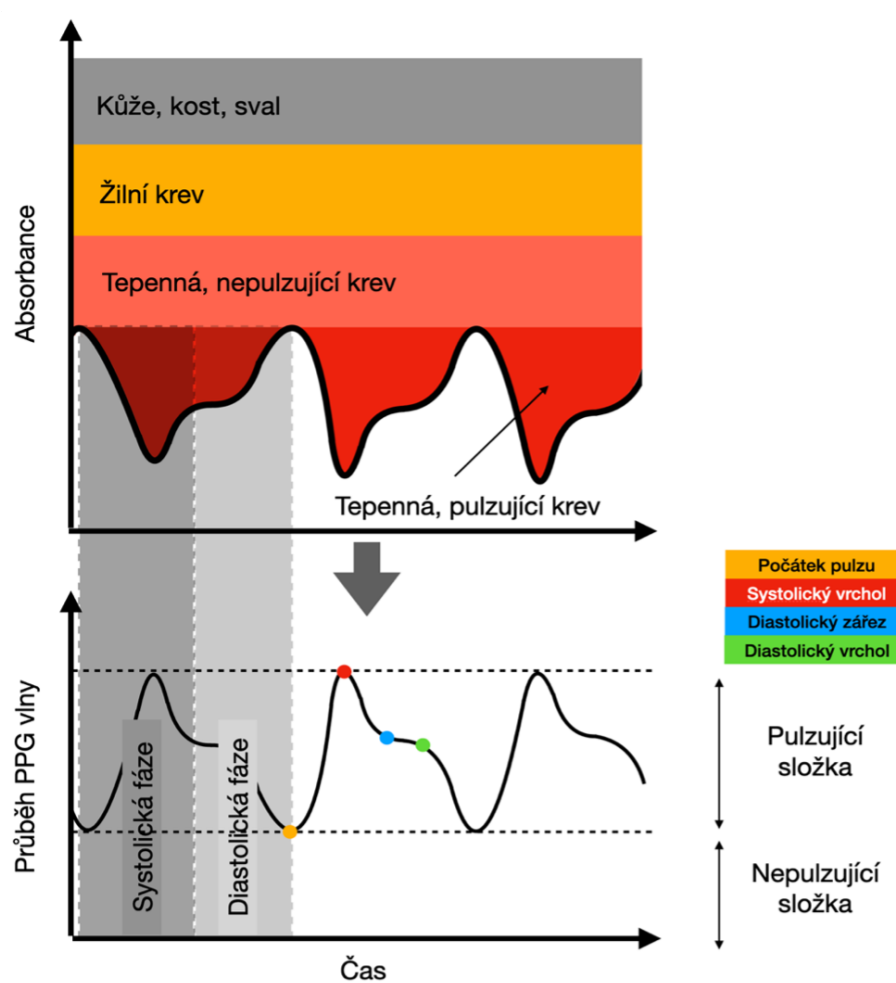 Absorbance
Kůže, kost, sval
Žilní krev
Tepenná, nepulzující krev
Tepenná, pulzující krev
Průběh PPG vlny
Systolická fáze
Diastolická fáze
Čas
Počátek pulzu
Systolický vrchol
Diastolický zářez
Diastolický vrchol
Pulzující
složka
Nepulzující
složka